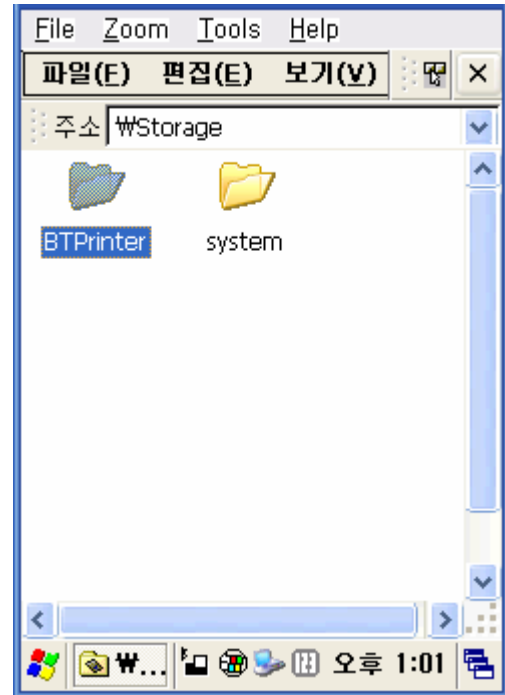 File Zoom Tools Help
파일(F) 편집(E) 보기(V)
주소 ₩Storage
BTPrinter system
₩... 오후 1:01